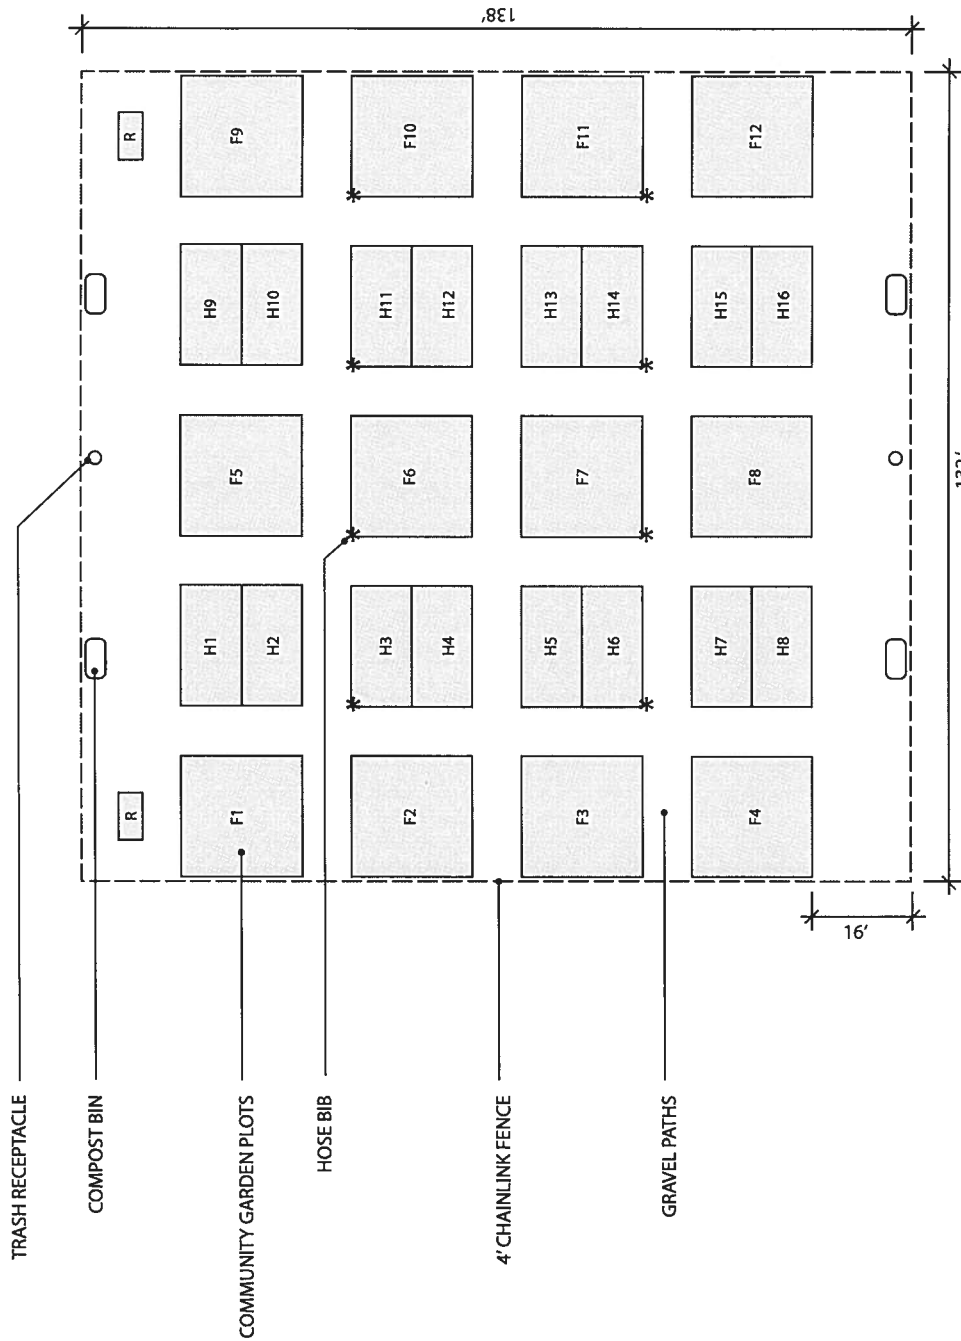 138'
R
F9
F10
F11
F12
H9
H10
H11
H12
H13
H14
H15
H16
F5
F6
F7
F8
H1
H2
H3
H4
H5
H6
H7
H8
R
F1
F2
F3
F4
16'
TRASH RECEPTACLE
COMPOST BIN
COMMUNITY GARDEN PLOTS
HOSE BIB
4' CHAINLINK FENCE
GRAVEL PATHS